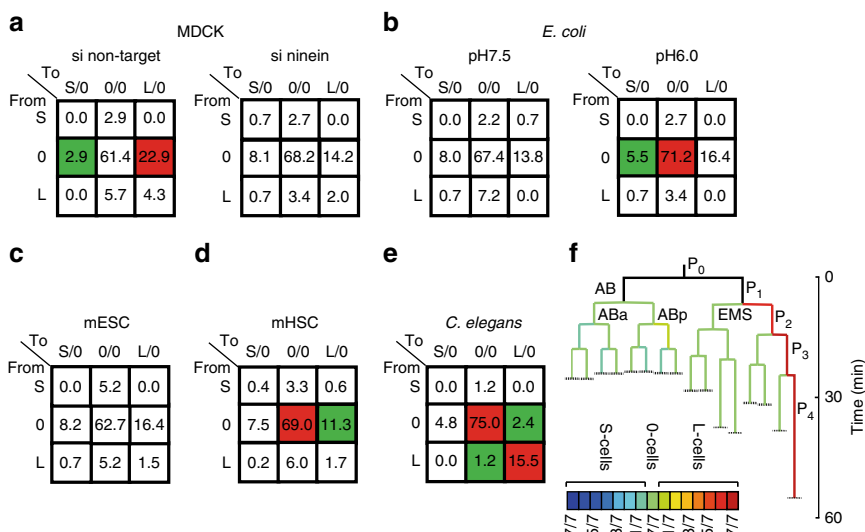 a
MDCK
si non-target
To
From
S/0 0/0 L/0
S 0.0 2.9 0.0
0 2.9 61.4 22.9
L 0.0 5.7 4.3
si ninein
S/0 0/0 L/0
0.7 2.7 0.0
8.1 68.2 14.2
0.7 3.4 2.0
b
E. coli
pH7.5
To
From
S/0 0/0 L/0
S 0.0 2.2 0.7
0 8.0 67.4 13.8
L 0.7 7.2 0.0
pH6.0
S/0 0/0 L/0
0.0 2.7 0.0
5.5 71.2 16.4
0.7 3.4 0.0
c
mESC
To
From
S/0 0/0 L/0
S 0.0 5.2 0.0
0 8.2 62.7 16.4
L 0.7 5.2 1.5
d
mHSC
S/0 0/0 L/0
0.4 3.3 0.6
7.5 69.0 11.3
0.2 6.0 1.7
e
C. elegans
To
From
S/0 0/0 L/0
S 0.0 1.2 0.0
0 4.8 75.0 2.4
L 0.0 1.2 15.5
f
P0
AB P1
ABa ABp EMS P2
P3
P4
0
30
60
Time (min)
S-cells
0-cells
L-cells